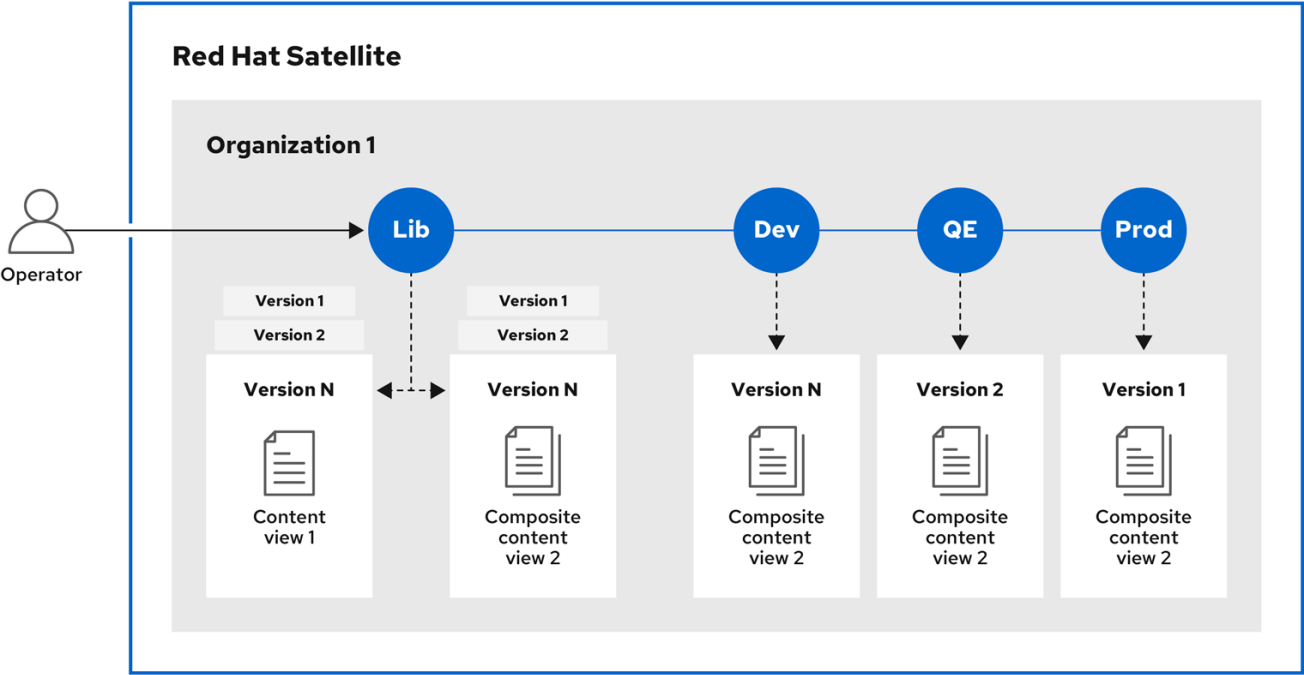 Red Hat Satellite
Organization 1
Operator
Lib
Dev
QE
Prod
Version 1
Version 2
Version N
Content
view 1
Version 1
Version 2
Version N
Composite
content
view 2
Version N
Composite
content
view 2
Version 2
Composite
content
view 2
Version 1
Composite
content
view 2